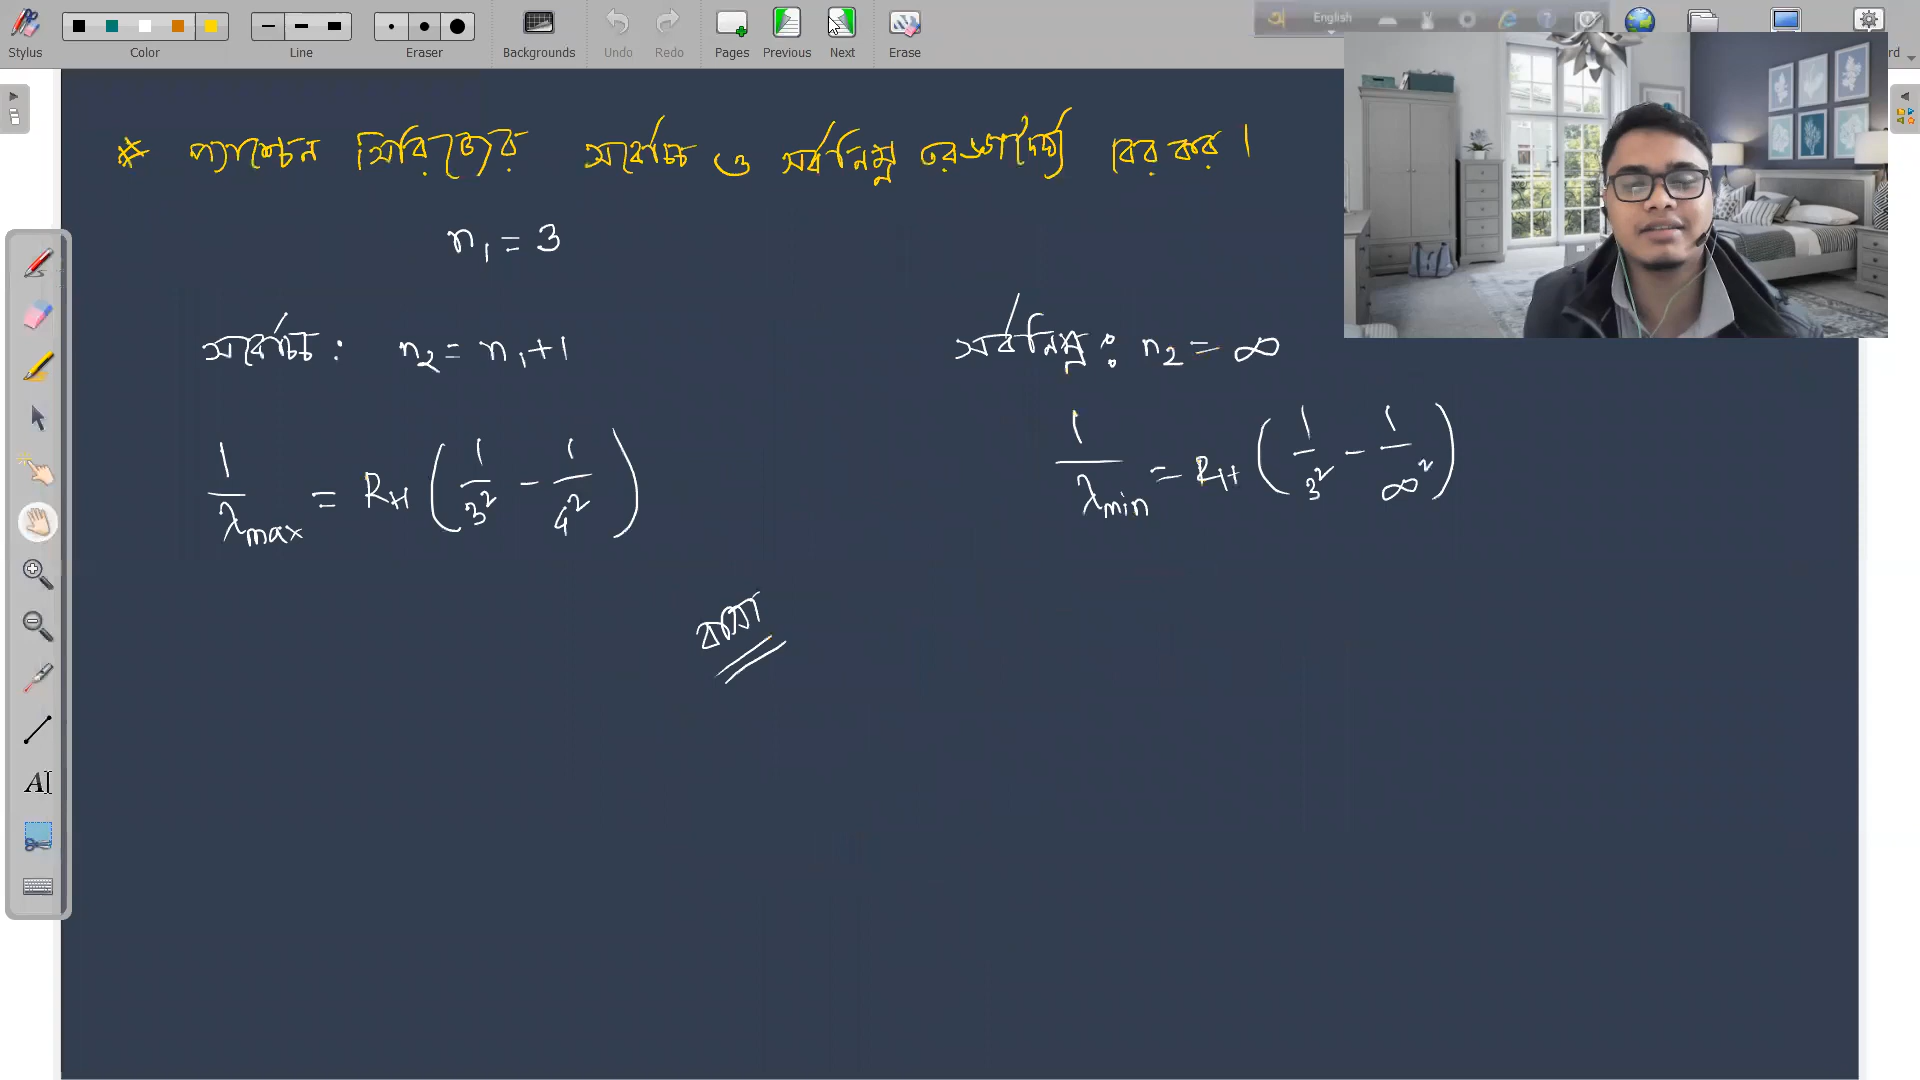 Stylus Color Line Eraser Backgrounds Undo Redo Pages Previous Next Erase
English
* প্যাশ্চেন সিরিজের সর্বোচ্চ ও সর্বনিম্ন তরঙ্গদৈর্ঘ্য বের কর।
n₁ = 3
সর্বোচ্চ : n₂ = n₁+1
সর্বনিম্ন : n₂ = ∞
1/λmax = RH (1/3² - 1/4²)
1/λmin = RH (1/3² - 1/∞²)